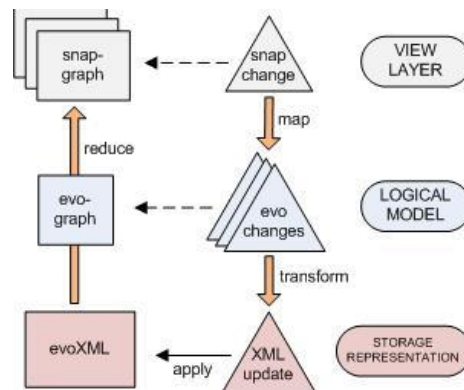 snap-
graph
snap
change
VIEW
LAYER
map
reduce
evo-
graph
evo
changes
LOGICAL
MODEL
transform
evoXML
apply
XML
update
STORAGE
REPRESENTATION